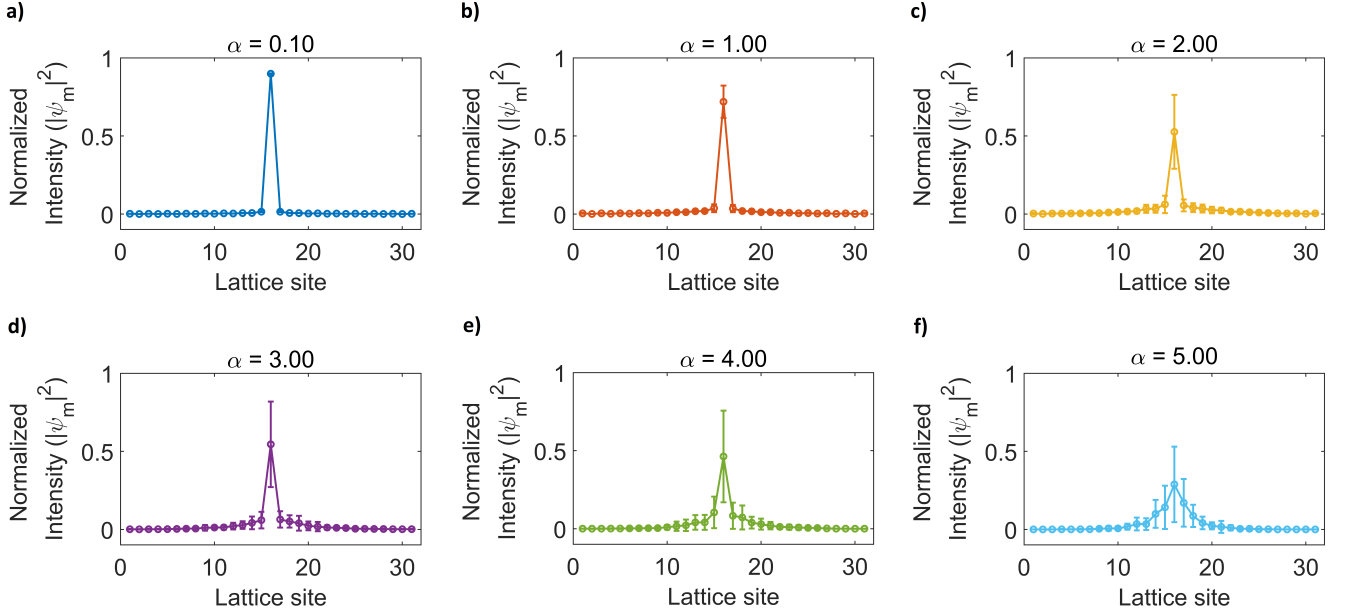 a)
α = 0.10
Normalized
Intensity (|ψm|2)
1
0.5
0
0 10 20 30
Lattice site
b)
α = 1.00
Normalized
Intensity (|ψm|2)
1
0.5
0
0 10 20 30
Lattice site
c)
α = 2.00
Normalized
Intensity (|ψm|2)
1
0.5
0
0 10 20 30
Lattice site
d)
α = 3.00
Normalized
Intensity (|ψm|2)
1
0.5
0
0 10 20 30
Lattice site
e)
α = 4.00
Normalized
Intensity (|ψm|2)
1
0.5
0
0 10 20 30
Lattice site
f)
α = 5.00
Normalized
Intensity (|ψm|2)
1
0.5
0
0 10 20 30
Lattice site